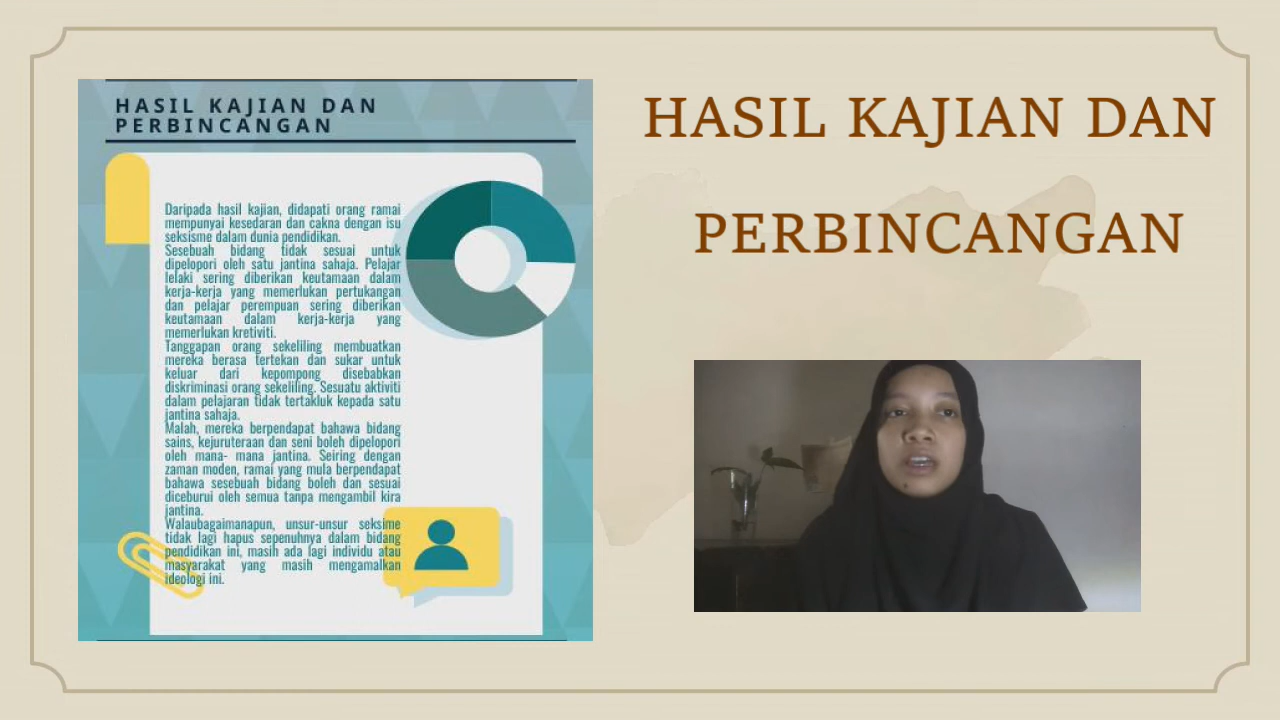 HASIL KAJIAN DAN
PERBINCANGAN
Daripada hasil kajian, didapati orang ramai
mempunyai kesedaran dan cakna dengan isu
seksisme dalam dunia pendidikan.
Sesebuah bidang tidak sesuai untuk
dipelopori oleh satu jantina sahaja. Pelajar
lelaki sering diberikan keutamaan dalam
kerja-kerja yang memerlukan pertukangan
dan pelajar perempuan sering diberikan
keutamaan dalam kerja-kerja yang
memerlukan kretiviti.
Tanggapan orang sekeliling membuatkan
mereka berasa tertekan dan sukar untuk
keluar dari kepompong disebabkan
diskriminasi orang sekeliling. Sesuatu aktiviti
dalam pelajaran tidak tertakluk kepada satu
jantina sahaja.
Malah, mereka berpendapat bahawa bidang
sains, kejuruteraan dan seni boleh dipelopori
oleh mana- mana jantina. Seiring dengan
zaman moden, ramai yang mula berpendapat
bahawa sesebuah bidang boleh dan sesuai
diceburui oleh semua tanpa mengambil kira
jantina.
Walaubagaimanapun, unsur-unsur seksime
tidak lagi hapus sepenuhnya dalam bidang
pendidikan ini, masih ada lagi individu atau
masyarakat yang masih mengamalkan
ideologi ini.
HASIL KAJIAN DAN
PERBINCANGAN